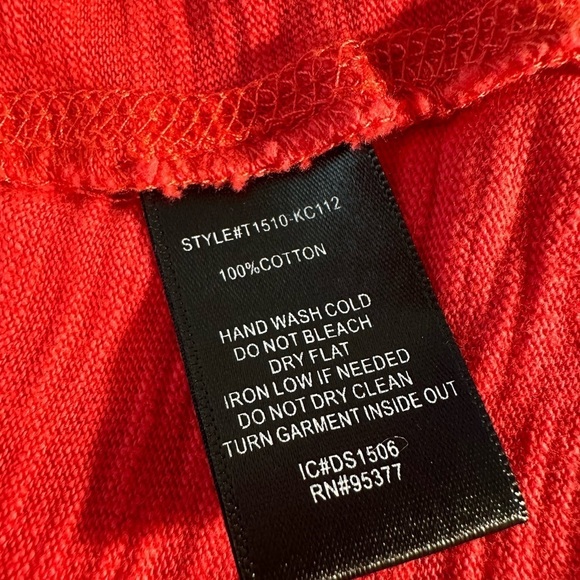 STYLE#T1510-KC112
100%COTTON
HAND WASH COLD
DO NOT BLEACH
DRY FLAT
IRON LOW IF NEEDED
DO NOT DRY CLEAN
TURN GARMENT INSIDE OUT
IC#DS1506
RN#95377